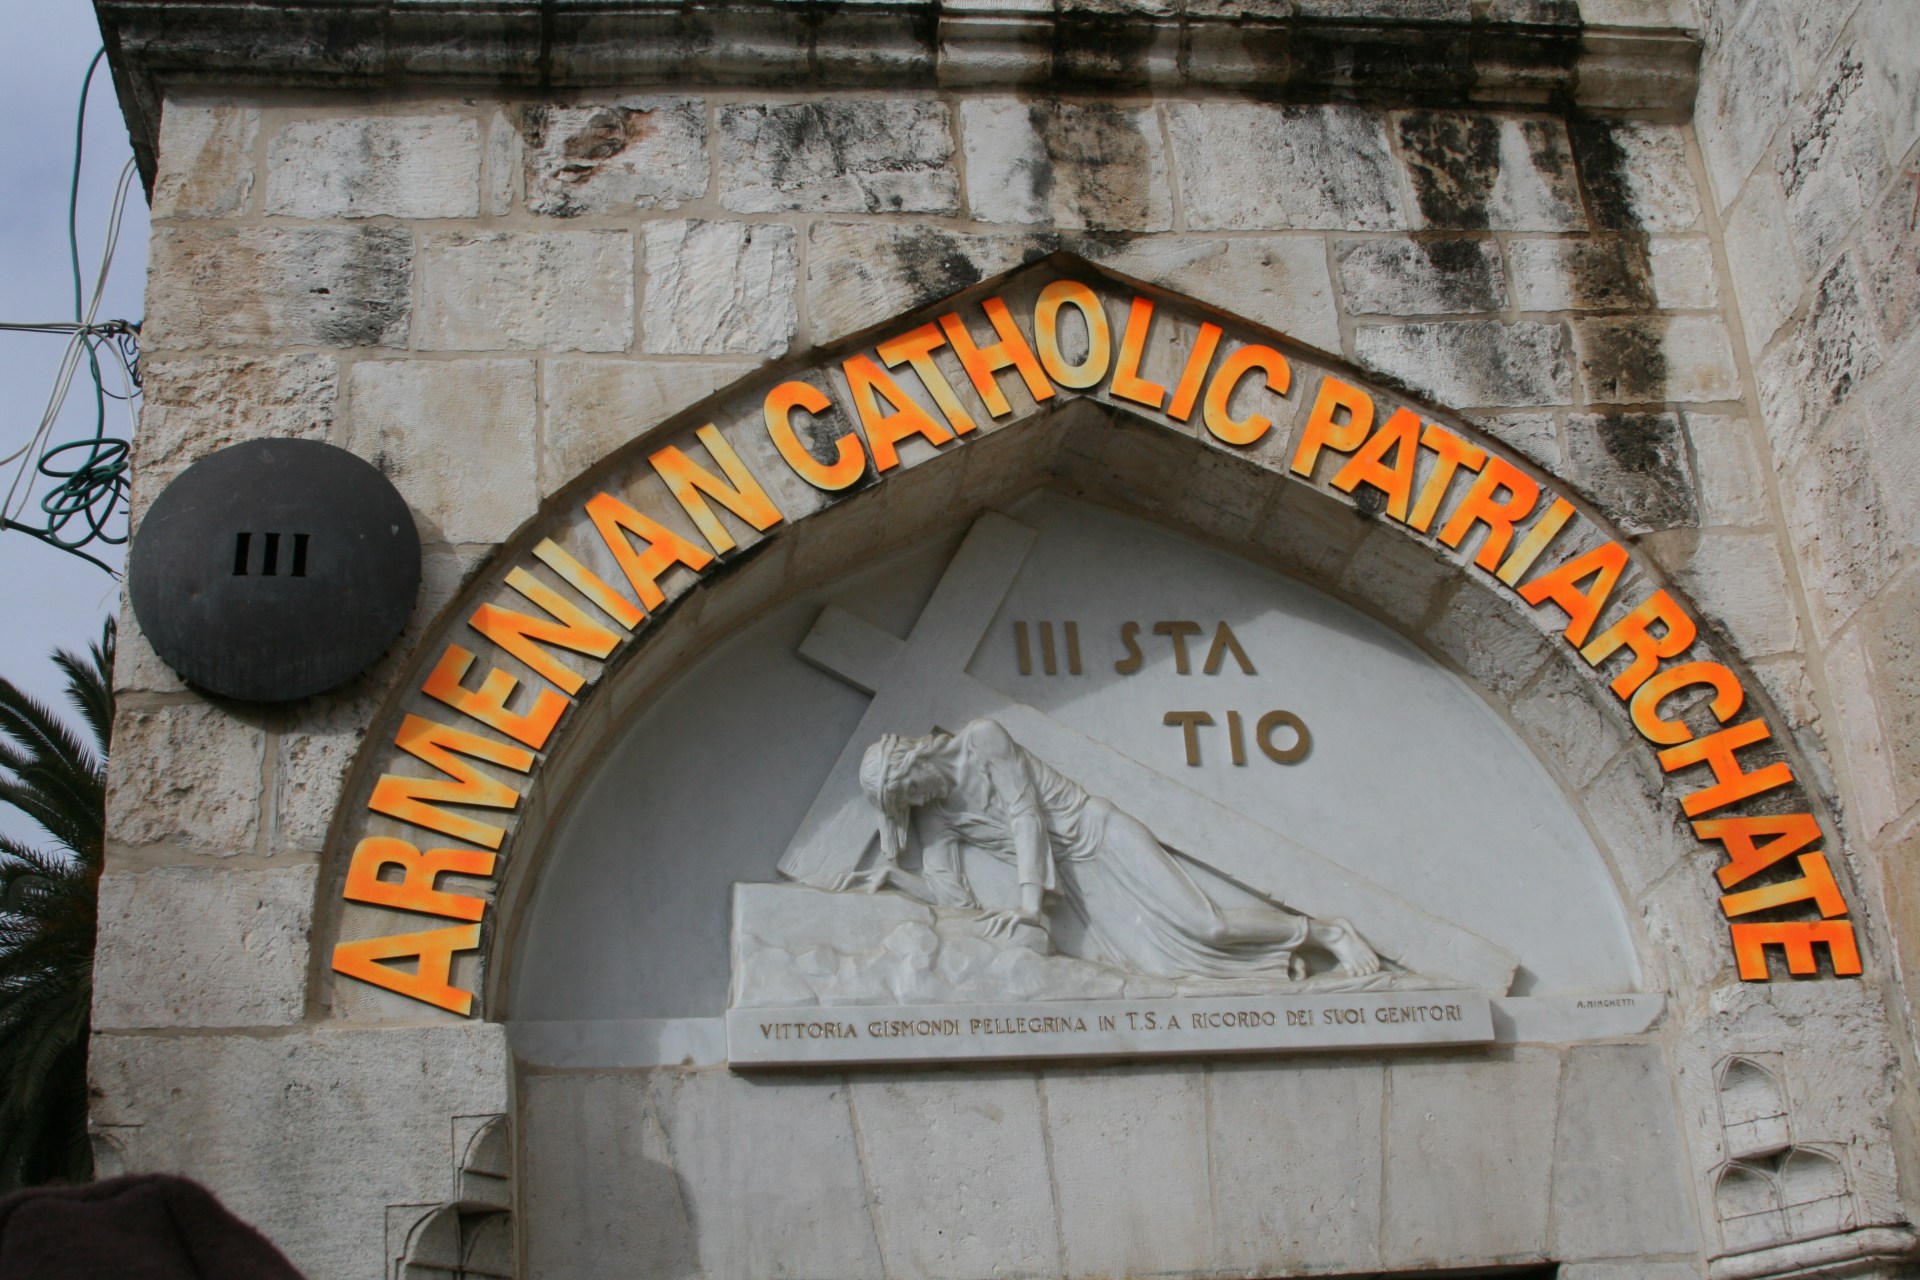 ARMENIAN CATHOLIC PATRIARCHATE
III
III STA
TIO
VITTORIA GISMONDI PELLEGRINA IN T.S. A RICORDO DEI SUOI GENITORI
A. MINGHETTI